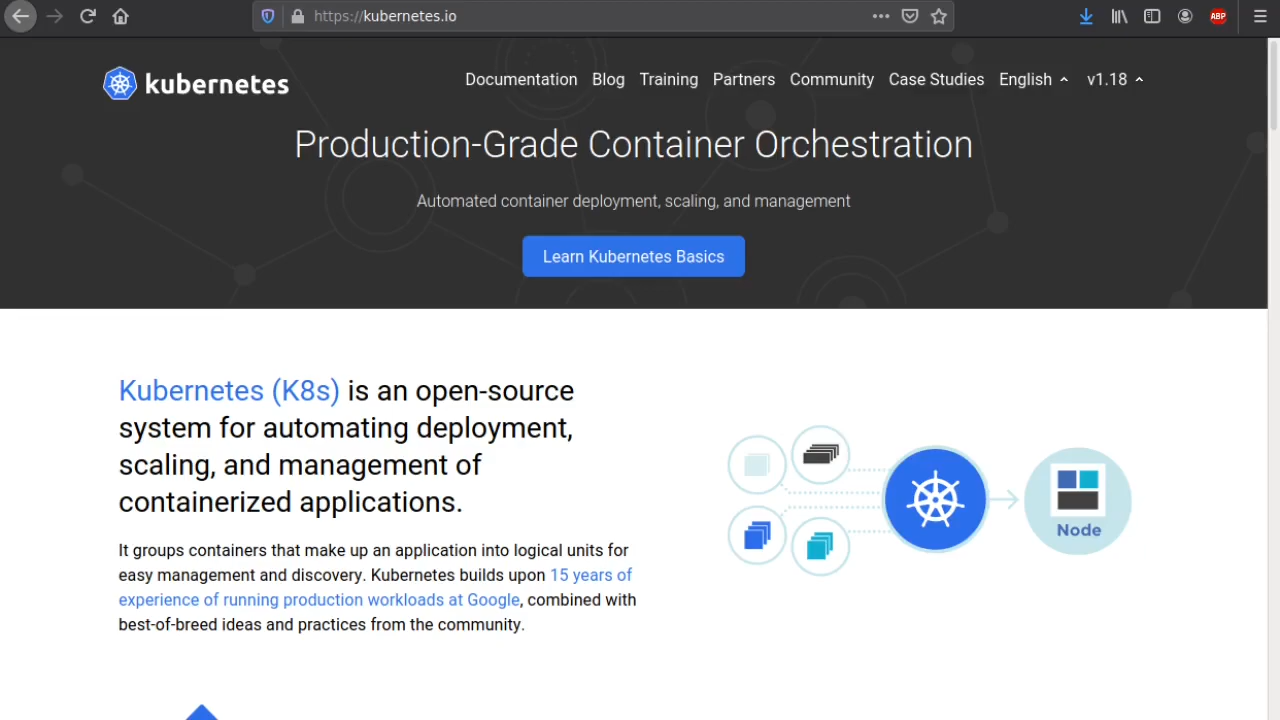 https://kubernetes.io
ABP
kubernetes
Documentation Blog Training Partners Community Case Studies English v1.18
Production-Grade Container Orchestration
Automated container deployment, scaling, and management
Learn Kubernetes Basics
Kubernetes (K8s) is an open-source
system for automating deployment,
scaling, and management of
containerized applications.
It groups containers that make up an application into logical units for
easy management and discovery. Kubernetes builds upon 15 years of
experience of running production workloads at Google, combined with
best-of-breed ideas and practices from the community.
Node